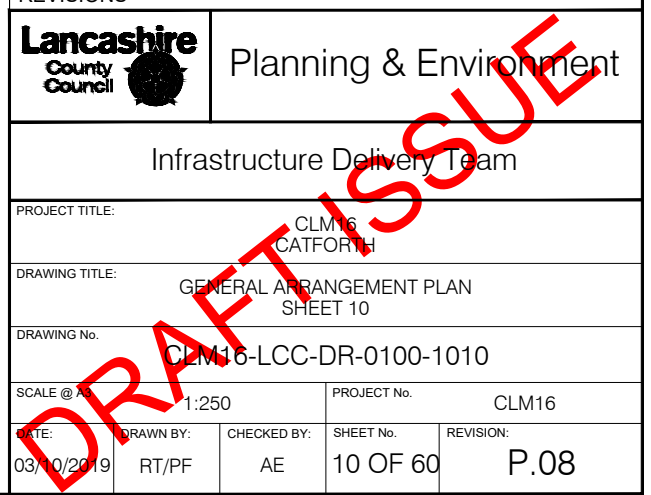 REVISIONS
Lancashire
County
Council
Planning & Environment
Infrastructure Delivery Team
PROJECT TITLE:
CLM16
CATFORTH
DRAWING TITLE:
GENERAL ARRANGEMENT PLAN
SHEET 10
DRAWING No.
CLM16-LCC-DR-0100-1010
SCALE @ A3
1:250
PROJECT No.
CLM16
DATE:
03/10/2019
DRAWN BY:
RT/PF
CHECKED BY:
AE
SHEET No.
10 OF 60
REVISION:
P.08
DRAFT ISSUE